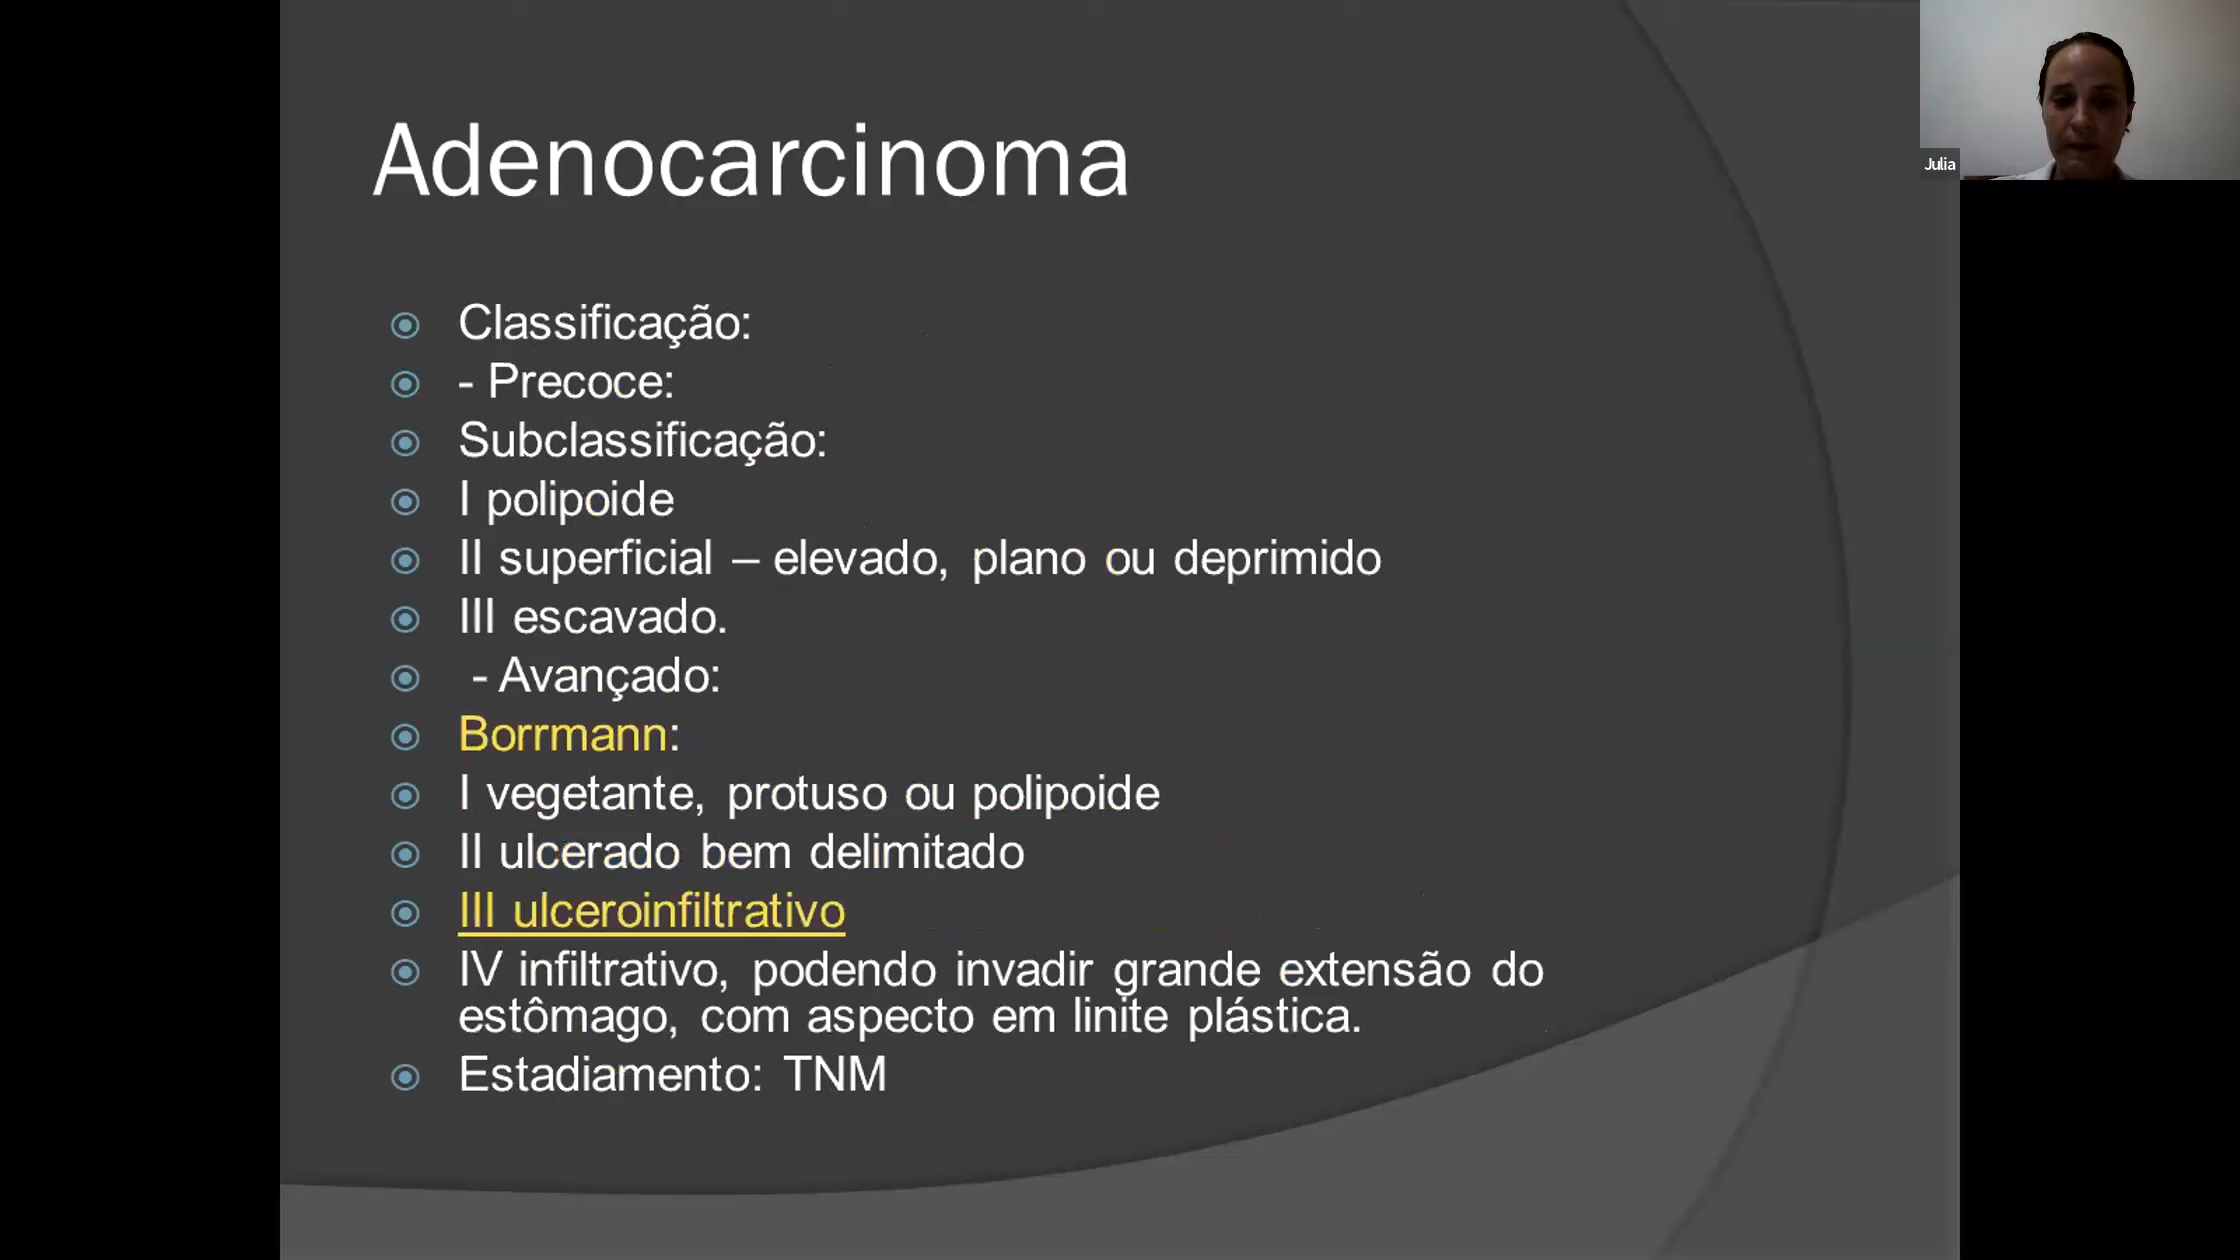 Adenocarcinoma
Julia
Classificação:
- Precoce:
Subclassificação:
I polipoide
II superficial – elevado, plano ou deprimido
III escavado.
- Avançado:
Borrmann:
I vegetante, protuso ou polipoide
II ulcerado bem delimitado
III ulceroinfiltrativo
IV infiltrativo, podendo invadir grande extensão do
estômago, com aspecto em linite plástica.
Estadiamento: TNM